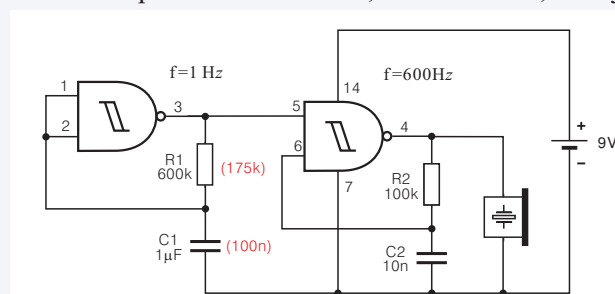 f=1 Hz
f=600Hz
1
2
3
14
5
6
4
7
R1
600k
(175k)
R2
100k
+
9V
−
C1
1µF
(100n)
C2
10n